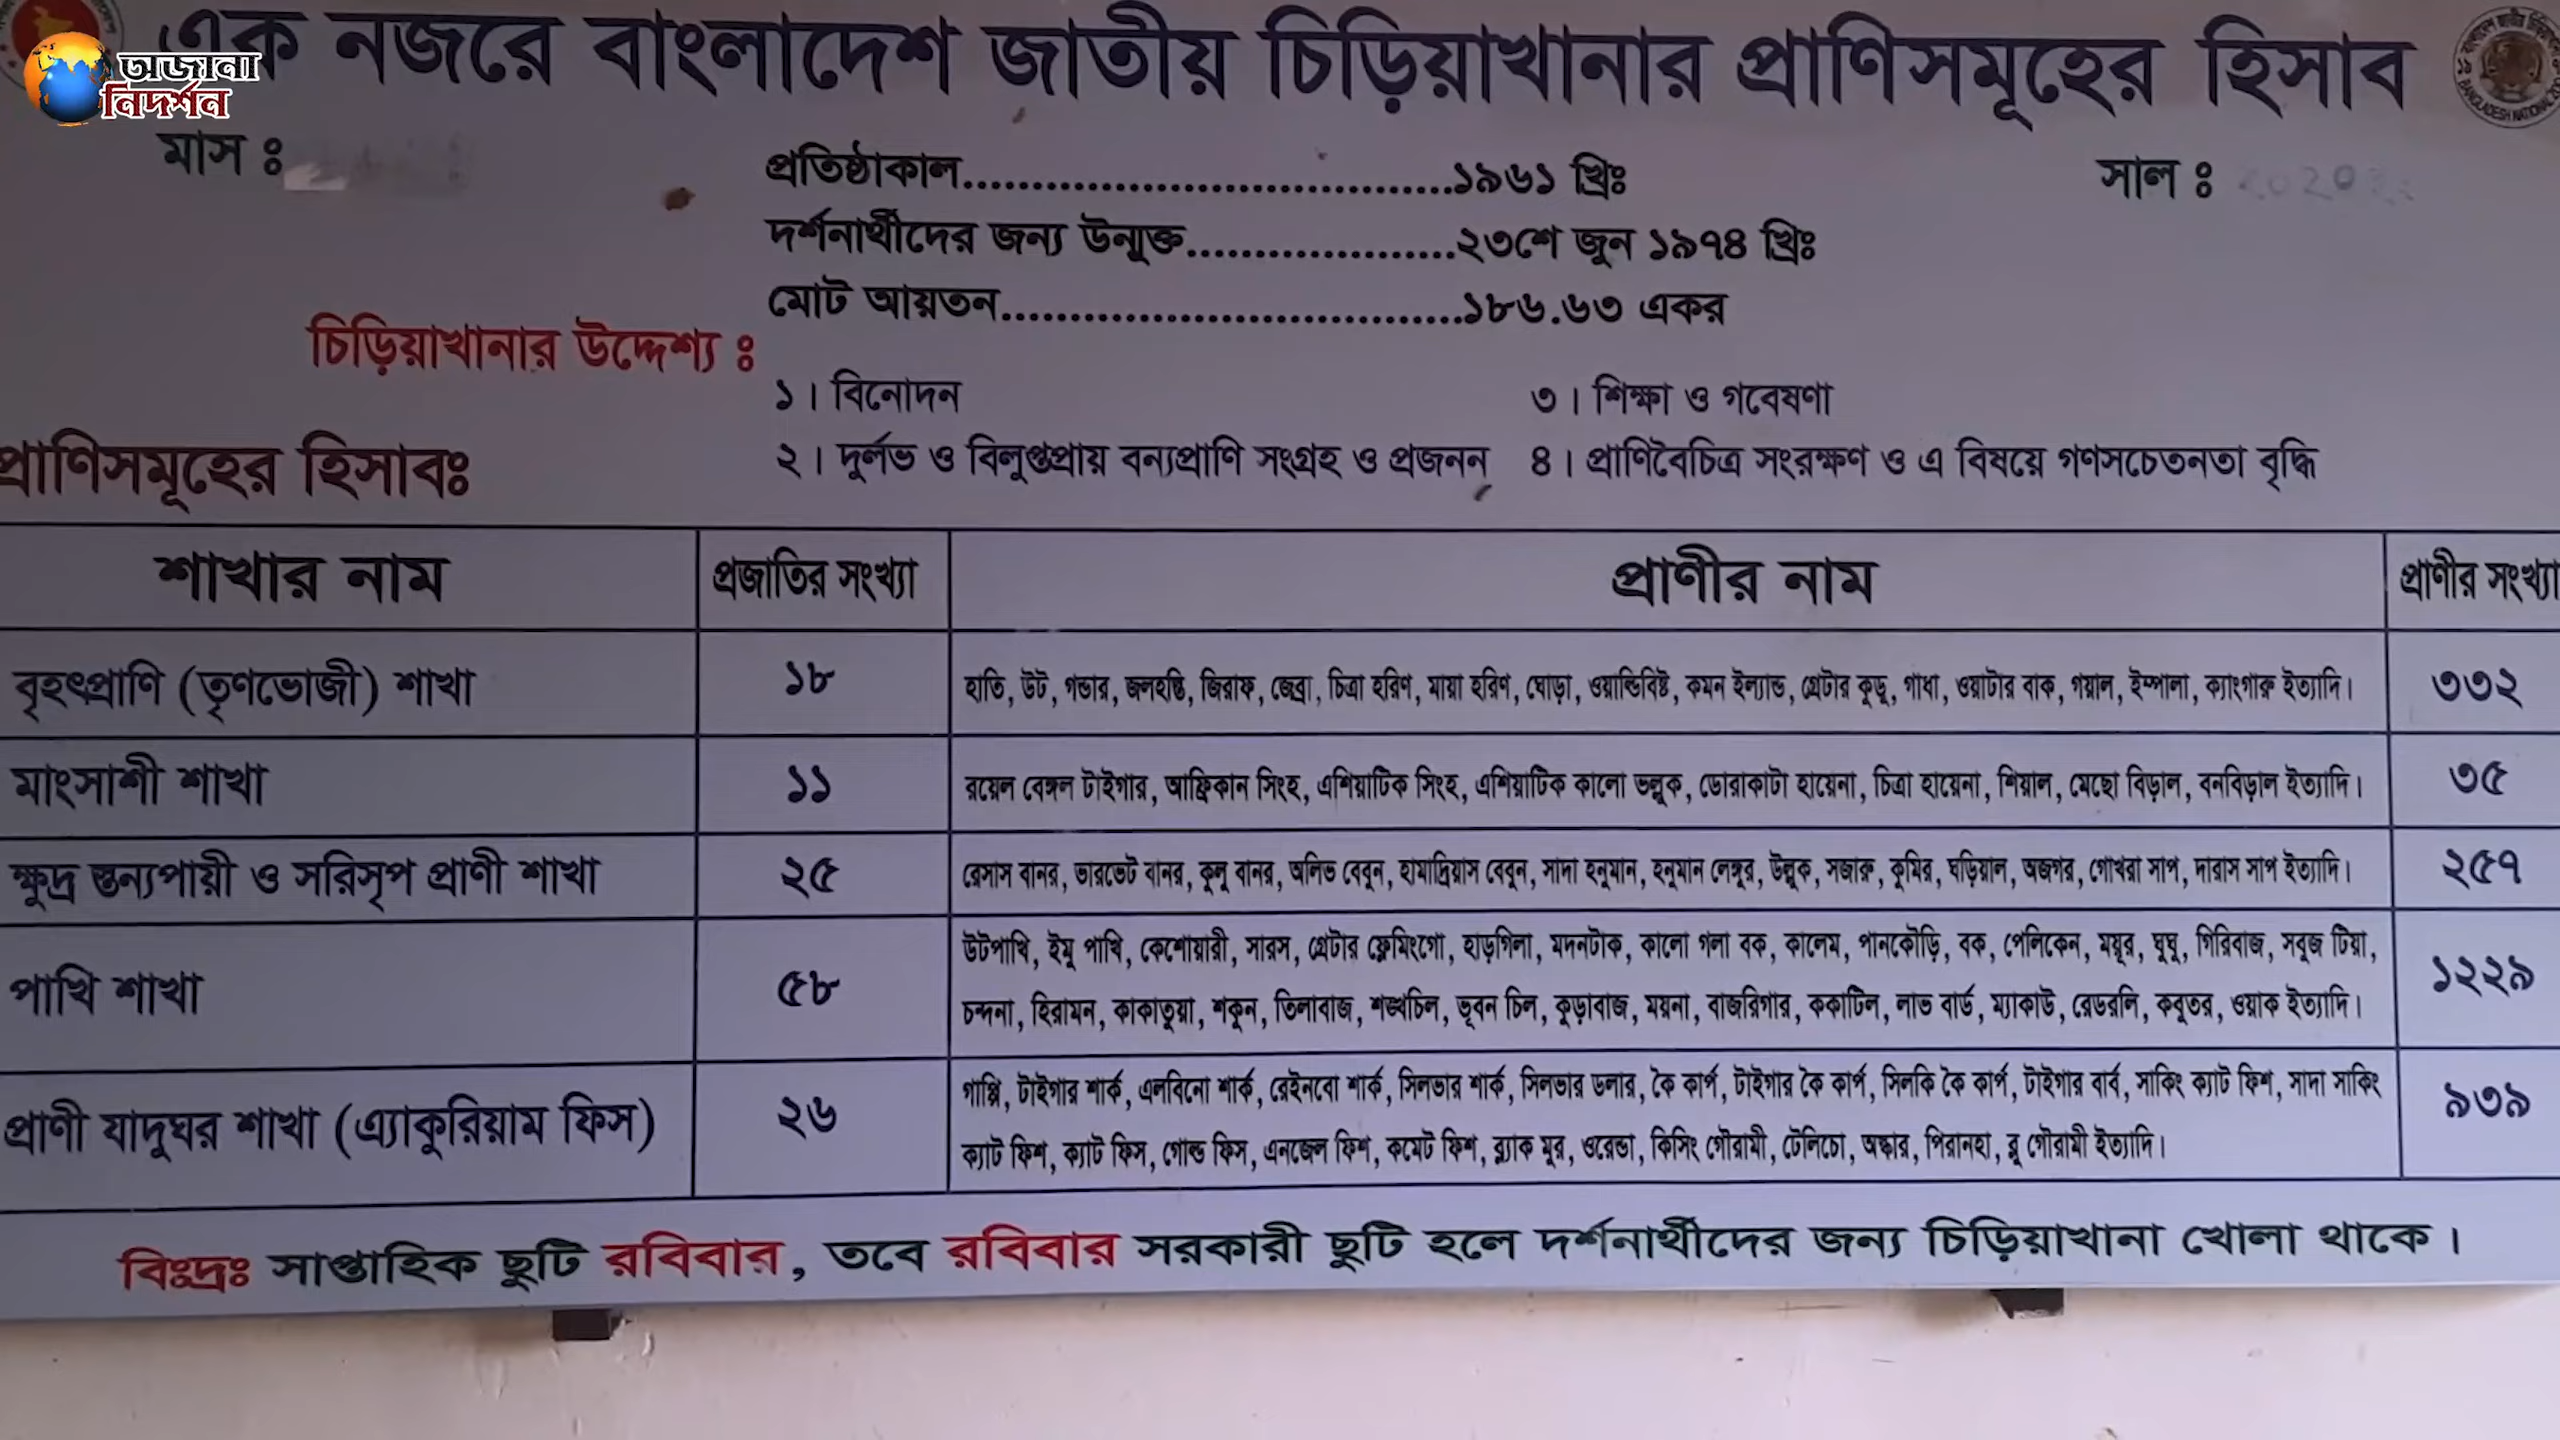 এক নজরে বাংলাদেশ জাতীয় চিড়িয়াখানার প্রাণিসমূহের হিসাব
অজানা
নিদর্শন
BANGLADESH NATIONAL ZOO
মাস ঃ
প্রতিষ্ঠাকাল....................................১৯৬১ খ্রিঃ
সাল ঃ
দর্শনার্থীদের জন্য উন্মুক্ত....................২৩শে জুন ১৯৭৪ খ্রিঃ
মোট আয়তন..................................১৮৬.৬৩ একর
চিড়িয়াখানার উদ্দেশ্য ঃ
১। বিনোদন
৩। শিক্ষা ও গবেষণা
২। দুর্লভ ও বিলুপ্তপ্রায় বন্যপ্রাণি সংগ্রহ ও প্রজনন
৪। প্রাণিবৈচিত্র সংরক্ষণ ও এ বিষয়ে গণসচেতনতা বৃদ্ধি
প্রাণিসমূহের হিসাবঃ
শাখার নাম প্রজাতির সংখ্যা প্রাণীর নাম প্রাণীর সংখ্যা
বৃহৎপ্রাণি (তৃণভোজী) শাখা ১৮ হাতি, উট, গন্ডার, জলহস্তি, জিরাফ, জেব্রা, চিত্রা হরিণ, মায়া হরিণ, ঘোড়া, ওয়াল্ডিবিষ্ট, কমন ইল্যান্ড, গ্রেটার কুডু, গাধা, ওয়াটার বাক, গয়াল, ইম্পালা, ক্যাংগারু ইত্যাদি। ৩৩২
মাংসাশী শাখা ১১ রয়েল বেঙ্গল টাইগার, আফ্রিকান সিংহ, এশিয়াটিক সিংহ, এশিয়াটিক কালো ভল্লুক, ডোরাকাটা হায়েনা, চিত্রা হায়েনা, শিয়াল, মেছো বিড়াল, বনবিড়াল ইত্যাদি। ৩৫
ক্ষুদ্র স্তন্যপায়ী ও সরিসৃপ প্রাণী শাখা ২৫ রেসাস বানর, ভারভেট বানর, কুলু বানর, অলিভ বেবুন, হামাদ্রিয়াস বেবুন, সাদা হনুমান, হনুমান লেঙ্গুর, উল্লুক, সজারু, কুমির, ঘড়িয়াল, অজগর, গোখরা সাপ, দারাস সাপ ইত্যাদি। ২৫৭
পাখি শাখা ৫৮ উটপাখি, ইমু পাখি, কেশোয়ারী, সারস, গ্রেটার ফ্লেমিংগো, হাড়গিলা, মদনটাক, কালো গলা বক, কালেম, পানকৌড়ি, বক, পেলিকেন, ময়ূর, ঘুঘু, গিরিবাজ, সবুজ টিয়া, ১২২৯
চন্দনা, হিরামন, কাকাতুয়া, শকুন, তিলাবাজ, শঙ্খচিল, ভূবন চিল, কুড়াবাজ, ময়না, বাজরিগার, ককাটিল, লাভ বার্ড, ম্যাকাউ, রেডরলি, কবুতর, ওয়াক ইত্যাদি।
প্রাণী যাদুঘর শাখা (এ্যাকুরিয়াম ফিস) ২৬ গাপ্পি, টাইগার শার্ক, এলবিনো শার্ক, রেইনবো শার্ক, সিলভার শার্ক, সিলভার ডলার, কৈ কার্প, টাইগার কৈ কার্প, সিলকি কৈ কার্প, টাইগার বার্ব, সাকিং ক্যাট ফিশ, সাদা সাকিং ৯৩৯
ক্যাট ফিশ, ক্যাট ফিস, গোল্ড ফিস, এনজেল ফিশ, কমেট ফিশ, ব্ল্যাক মুর, ওরেন্ডা, কিসিং গৌরামী, টেলিচো, অস্কার, পিরানহা, ব্লু গৌরামী ইত্যাদি।
বিঃদ্রঃ সাপ্তাহিক ছুটি রবিবার, তবে রবিবার সরকারী ছুটি হলে দর্শনার্থীদের জন্য চিড়িয়াখানা খোলা থাকে।